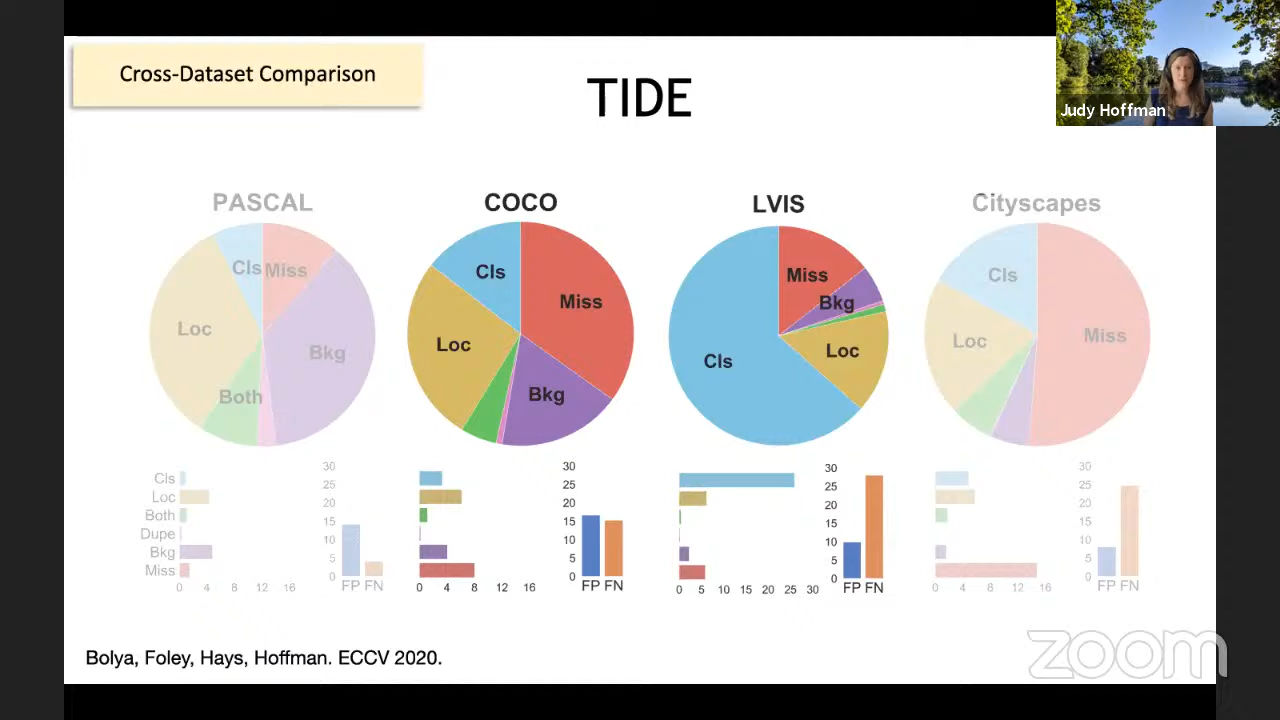 Cross-Dataset Comparison
TIDE
Judy Hoffman
PASCAL
COCO
LVIS
Cityscapes
Cls
Miss
Loc
Bkg
Both
Cls
Miss
Loc
Bkg
Miss
Bkg
Loc
Cls
Cls
Loc
Miss
Cls
Loc
Both
Dupe
Bkg
Miss
0 4 8 12 16
30
25
20
15
10
5
0
FP FN
0 4 8 12 16
30
25
20
15
10
5
0
FP FN
0 5 10 15 20 25 30
30
25
20
15
10
5
0
FP FN
0 4 8 12 16
30
25
20
15
10
5
0
FP FN
Bolya, Foley, Hays, Hoffman. ECCV 2020.
zoom